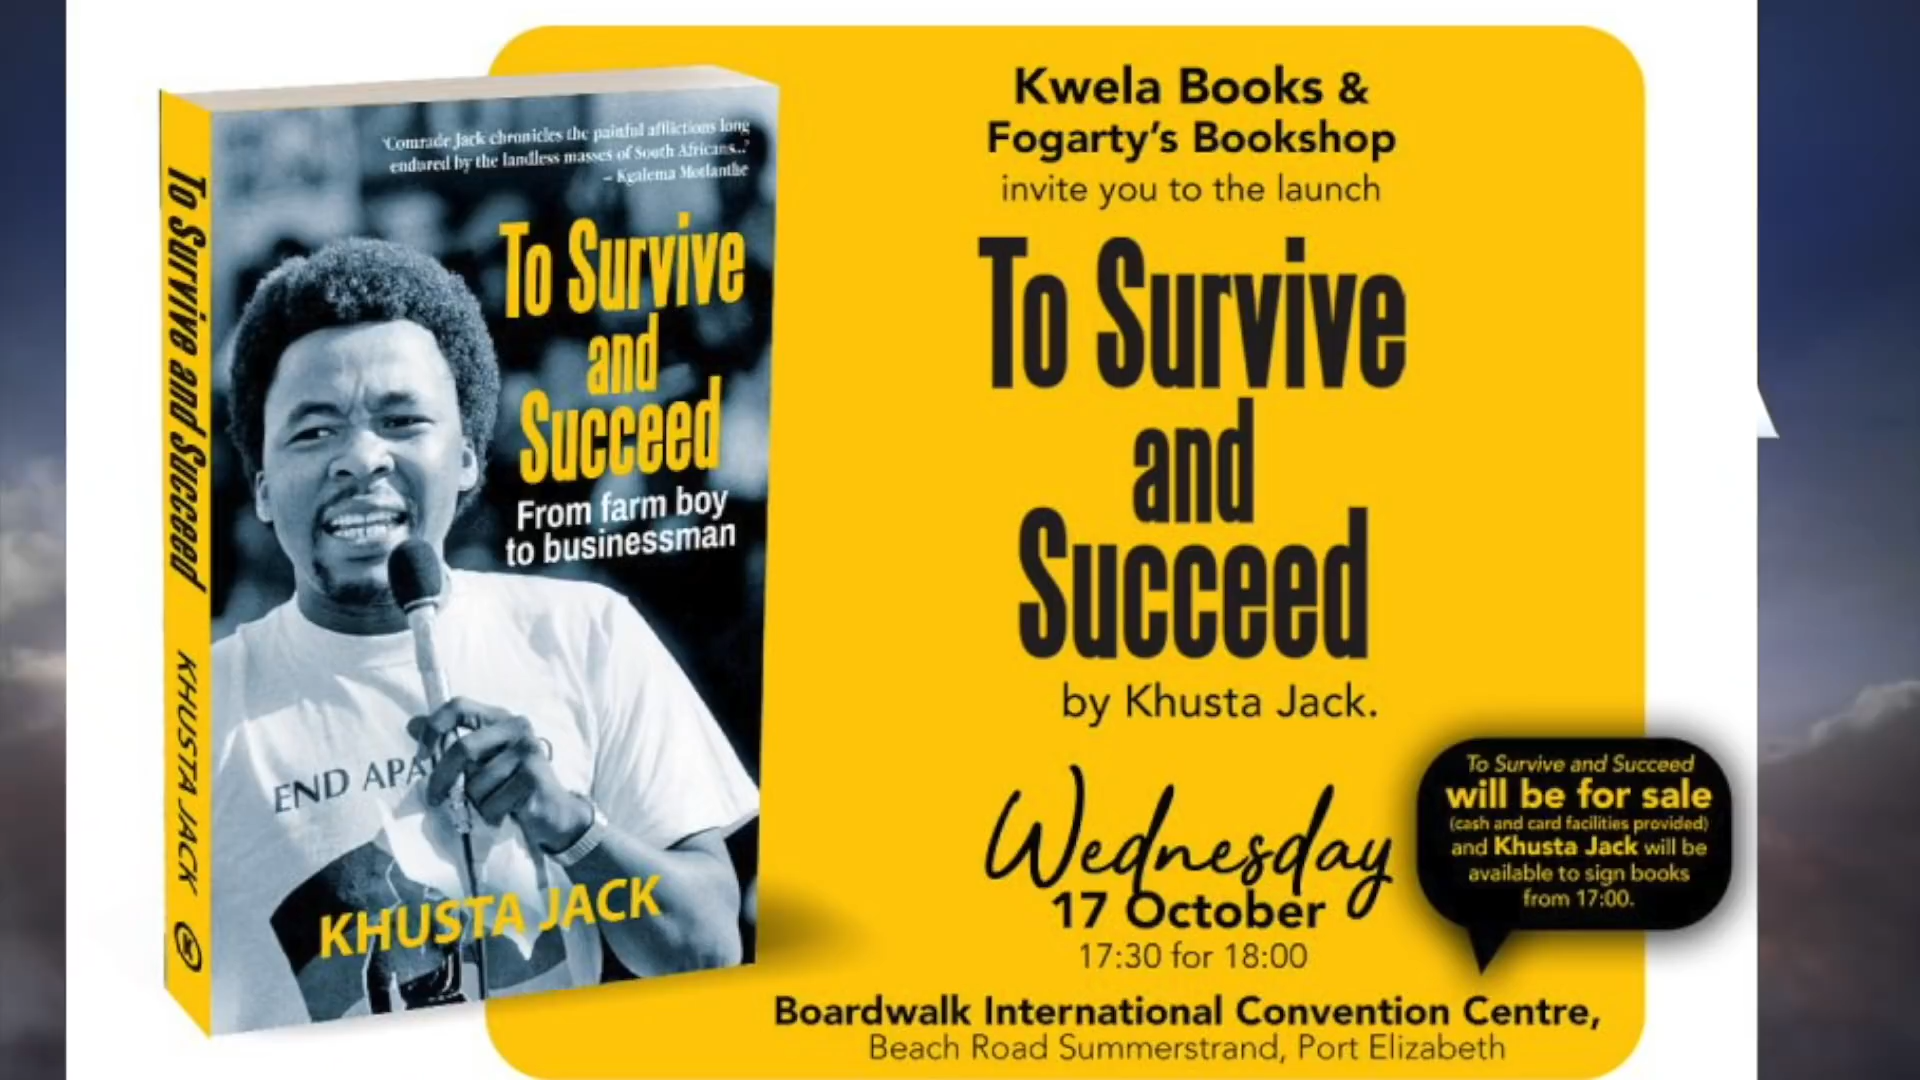 To Survive and Succeed
KHUSTA JACK
'Comrade Jack chronicles the painful afflictions long
endured by the landless masses of South Africans...'
– Kgalema Motlanthe
To Survive
and
Succeed
From farm boy
to businessman
END APA
KHUSTA JACK
Kwela Books &
Fogarty's Bookshop
invite you to the launch
To Survive
and
Succeed
by Khusta Jack.
Wednesday
17 October
17:30 for 18:00
Boardwalk International Convention Centre,
Beach Road Summerstrand, Port Elizabeth
To Survive and Succeed
will be for sale
(cash and card facilities provided)
and Khusta Jack will be
available to sign books
from 17:00.